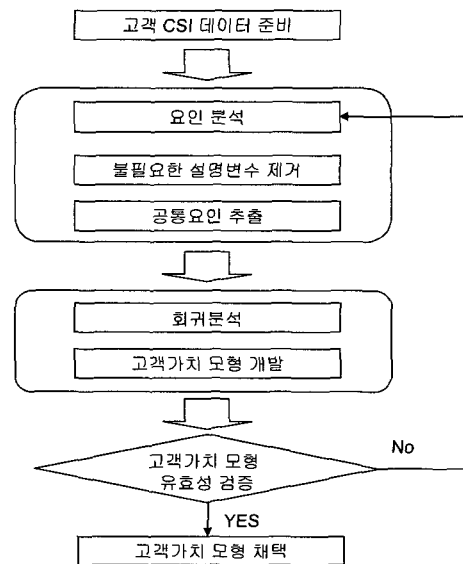 고객 CSI 데이터 준비
요인 분석
불필요한 설명변수 제거
공통요인 추출
회귀분석
고객가치 모형 개발
고객가치 모형
유효성 검증
No
YES
고객가치 모형 채택